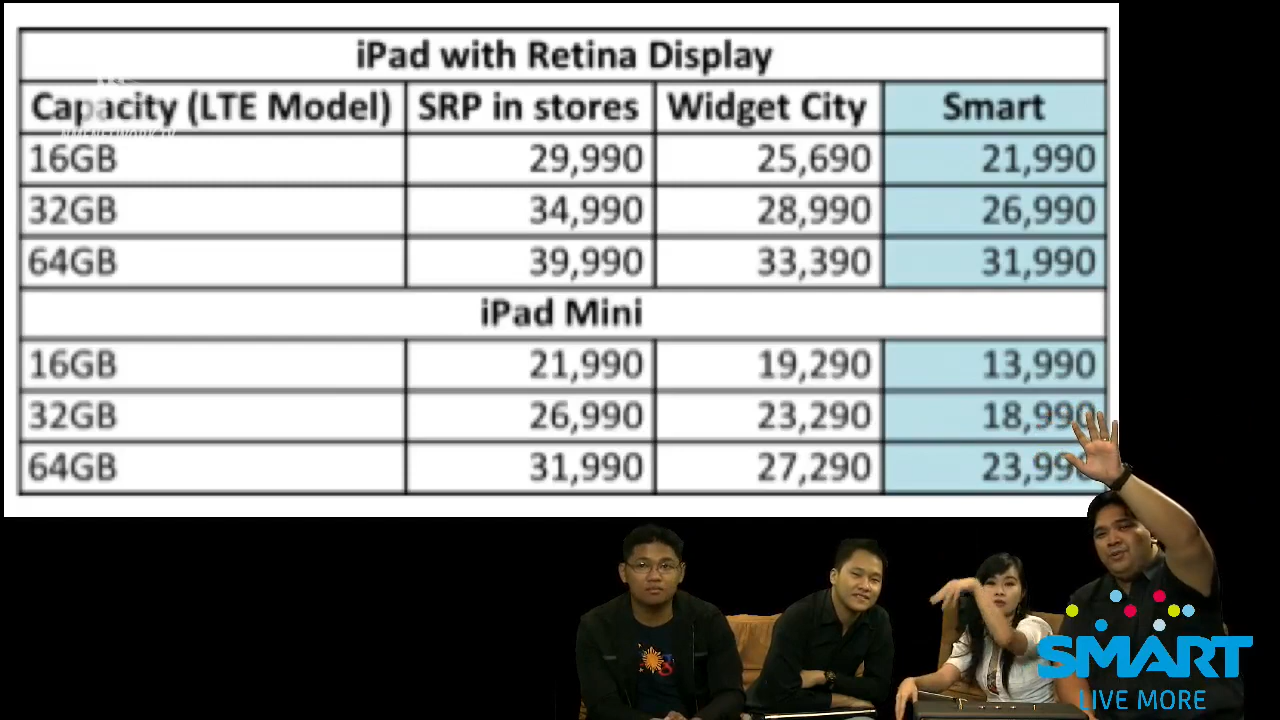 iPad with Retina Display
Capacity (LTE Model) SRP in stores Widget City Smart
16GB 29,990 25,690 21,990
32GB 34,990 28,990 26,990
64GB 39,990 33,390 31,990
iPad Mini
16GB 21,990 19,290 13,990
32GB 26,990 23,290 18,990
64GB 31,990 27,290 23,990
SMART
LIVE MORE